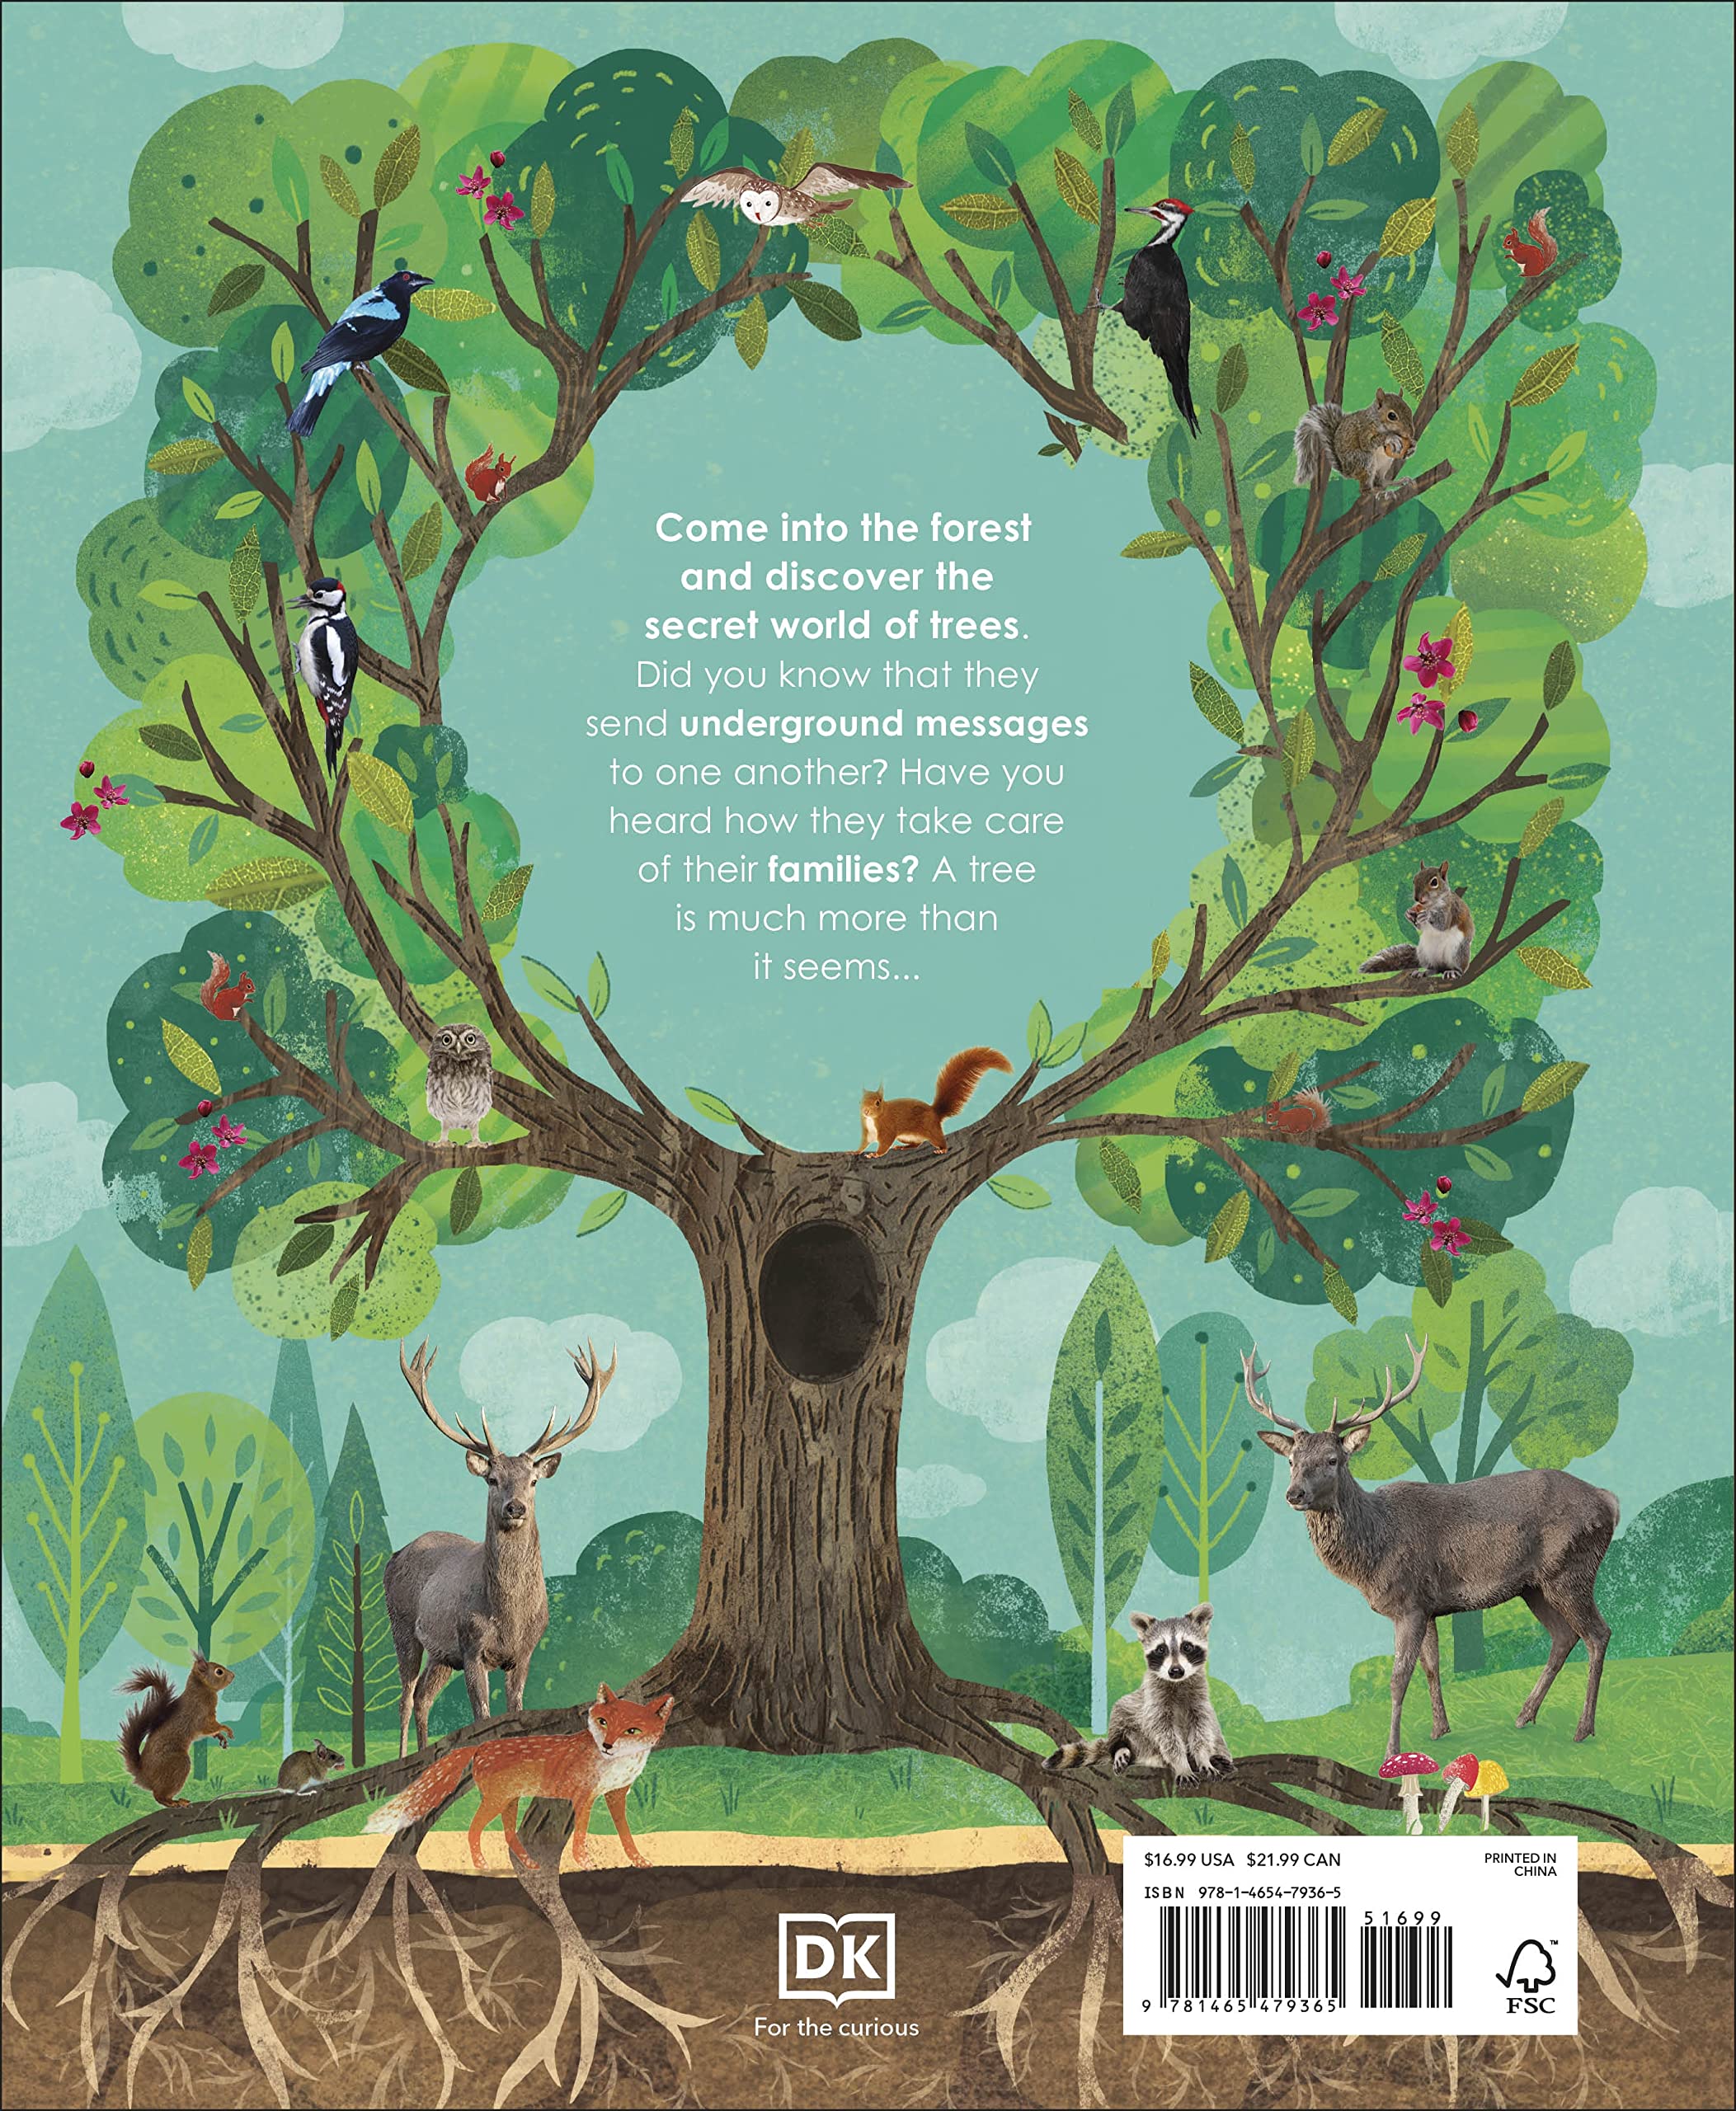 Come into the forest
and discover the
secret world of trees.
Did you know that they
send underground messages
to one another? Have you
heard how they take care
of their families? A tree
is much more than
it seems...
$16.99 USA $21.99 CAN
PRINTED IN
CHINA
ISBN 978-1-4654-7936-5
51699
9 781465 479365
FSC
™
DK
For the curious